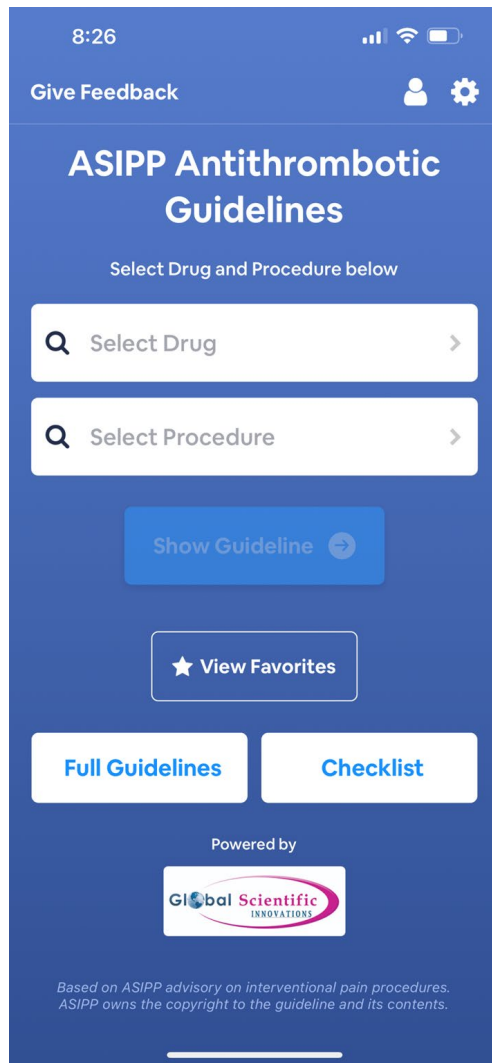 8:26
Give Feedback
ASIPP Antithrombotic
Guidelines
Select Drug and Procedure below
Select Drug
Select Procedure
Show Guideline
View Favorites
Full Guidelines
Checklist
Powered by
Global Scientific
INNOVATIONS
Based on ASIPP advisory on interventional pain procedures.
ASIPP owns the copyright to the guideline and its contents.